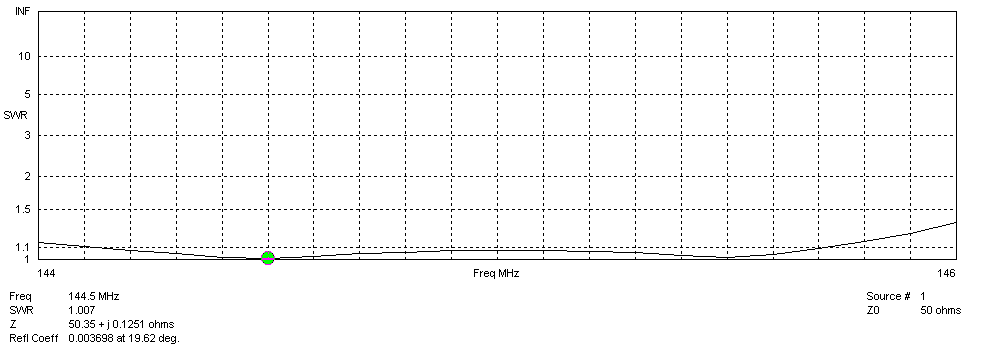 INF
10
5
SWR
3
2
1.5
1.1
1
144 Freq MHz 146
Freq 144.5 MHz Source # 1
SWR 1.007 Z0 50 ohms
Z 50.35 + j 0.1251 ohms
Refl Coeff 0.003698 at 19.62 deg.